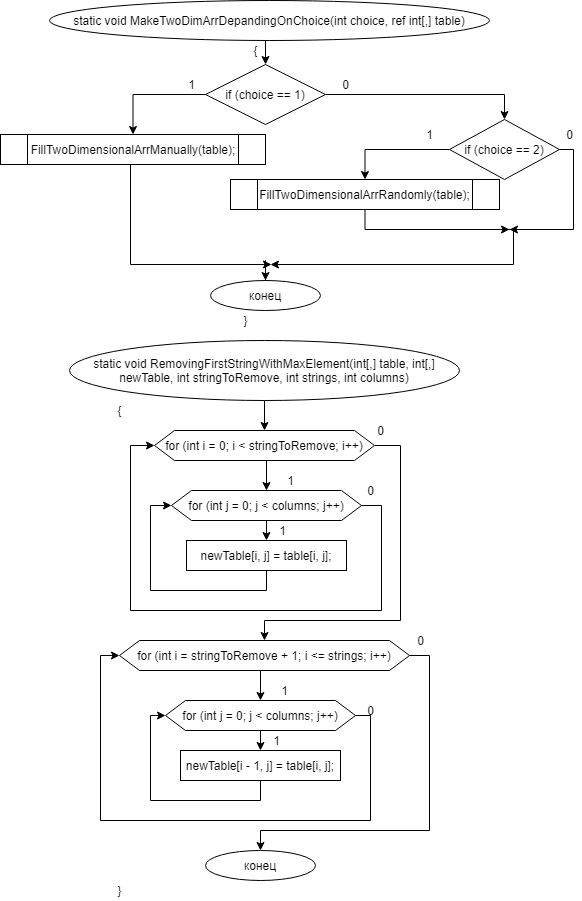 static void MakeTwoDimArrDepandingOnChoice(int choice, ref int[,] table)
{
1
if (choice == 1)
0
1
if (choice == 2)
0
FillTwoDimensionalArrManually(table);
FillTwoDimensionalArrRandomly(table);
конец
}
static void RemovingFirstStringWithMaxElement(int[,] table, int[,]
newTable, int stringToRemove, int strings, int columns)
{
0
for (int i = 0; i < stringToRemove; i++)
1
0
for (int j = 0; j < columns; j++)
1
newTable[i, j] = table[i, j];
0
for (int i = stringToRemove + 1; i <= strings; i++)
1
0
for (int j = 0; j < columns; j++)
1
newTable[i - 1, j] = table[i, j];
конец
}